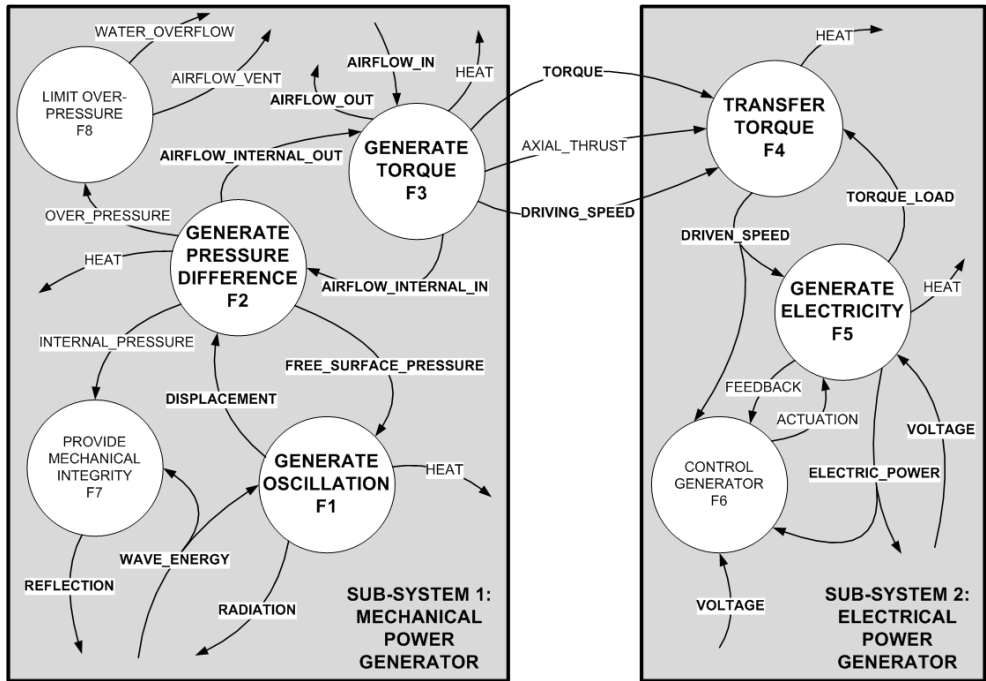 WATER_OVERFLOW
AIRFLOW_VENT
LIMIT OVER-
PRESSURE
F8
AIRFLOW_IN
HEAT
AIRFLOW_OUT
AIRFLOW_INTERNAL_OUT
GENERATE
TORQUE
F3
OVER_PRESSURE
HEAT
GENERATE
PRESSURE
DIFFERENCE
F2
AIRFLOW_INTERNAL_IN
INTERNAL_PRESSURE
FREE_SURFACE_PRESSURE
DISPLACEMENT
PROVIDE
MECHANICAL
INTEGRITY
F7
GENERATE
OSCILLATION
F1
HEAT
WAVE_ENERGY
REFLECTION
RADIATION
SUB-SYSTEM 1:
MECHANICAL
POWER
GENERATOR
TORQUE
AXIAL_THRUST
DRIVING_SPEED
HEAT
TRANSFER
TORQUE
F4
TORQUE_LOAD
DRIVEN_SPEED
GENERATE
ELECTRICITY
F5
HEAT
FEEDBACK
ACTUATION
VOLTAGE
CONTROL
GENERATOR
F6
ELECTRIC_POWER
VOLTAGE
SUB-SYSTEM 2:
ELECTRICAL
POWER
GENERATOR